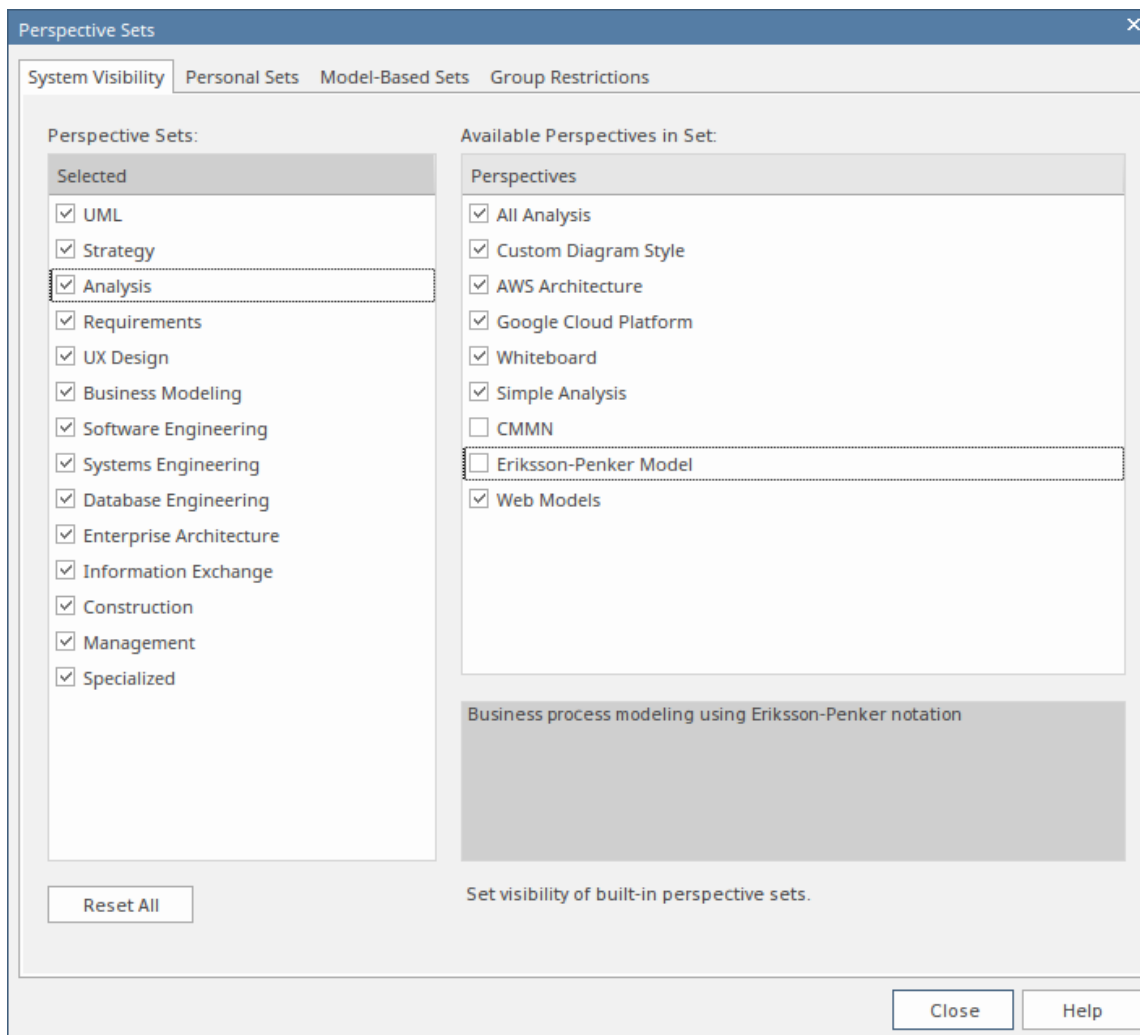 Perspective Sets
System Visibility Personal Sets Model-Based Sets Group Restrictions
Perspective Sets:
Selected
UML
Strategy
Analysis
Requirements
UX Design
Business Modeling
Software Engineering
Systems Engineering
Database Engineering
Enterprise Architecture
Information Exchange
Construction
Management
Specialized
Reset All
Available Perspectives in Set:
Perspectives
All Analysis
Custom Diagram Style
AWS Architecture
Google Cloud Platform
Whiteboard
Simple Analysis
CMMN
Eriksson-Penker Model
Web Models
Business process modeling using Eriksson-Penker notation
Set visibility of built-in perspective sets.
Close Help